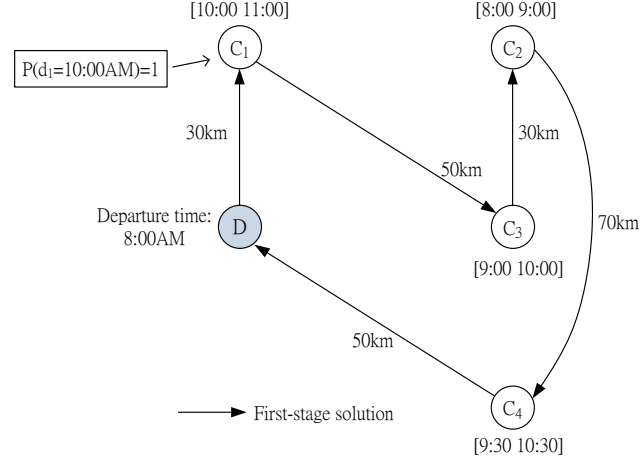 [10:00 11:00]
[8:00 9:00]
C1
C2
P(d1=10:00AM)=1
30km
30km
50km
70km
Departure time:
8:00AM
D
C3
[9:00 10:00]
50km
First-stage solution
C4
[9:30 10:30]